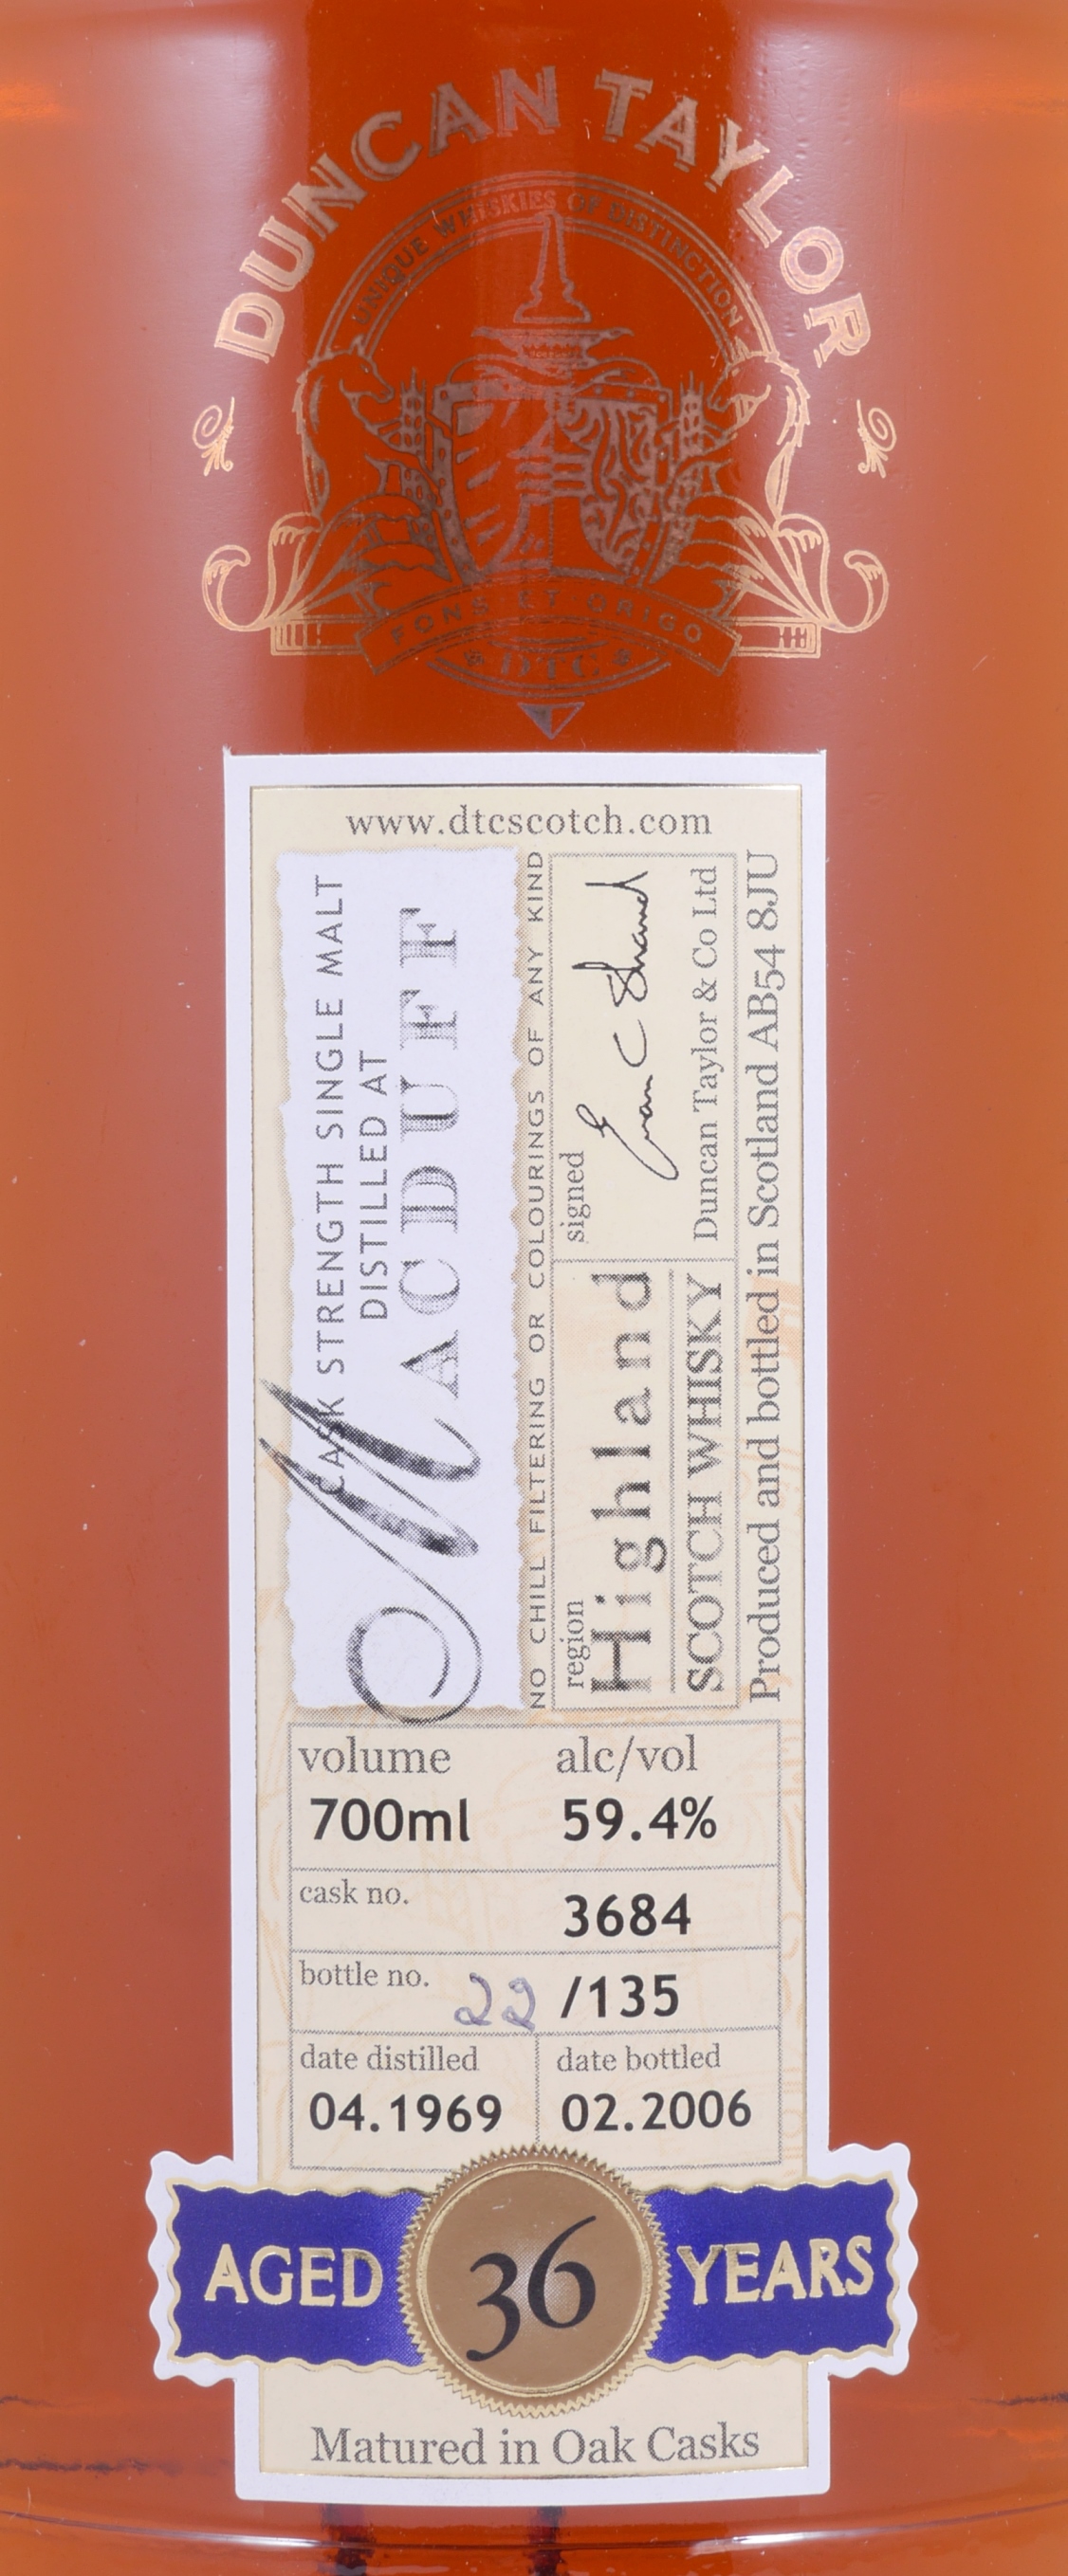 DUNCAN TAYLOR
UNIQUE WHISKIES OF DISTINCTION
FONS·ET·ORIGO
DTC
www.dtcscotch.com
CASK STRENGTH SINGLE MALT
DISTILLED AT
MACDUFF
NO CHILL FILTERING OR COLOURINGS OF ANY KIND
region
Highland
SCOTCH WHISKY
signed
Euan C Shand
Duncan Taylor & Co Ltd
Produced and bottled in Scotland AB54 8JU
volume alc/vol
700ml 59.4%
cask no. 3684
bottle no. 22 /135
date distilled date bottled
04.1969 02.2006
AGED 36 YEARS
Matured in Oak Casks